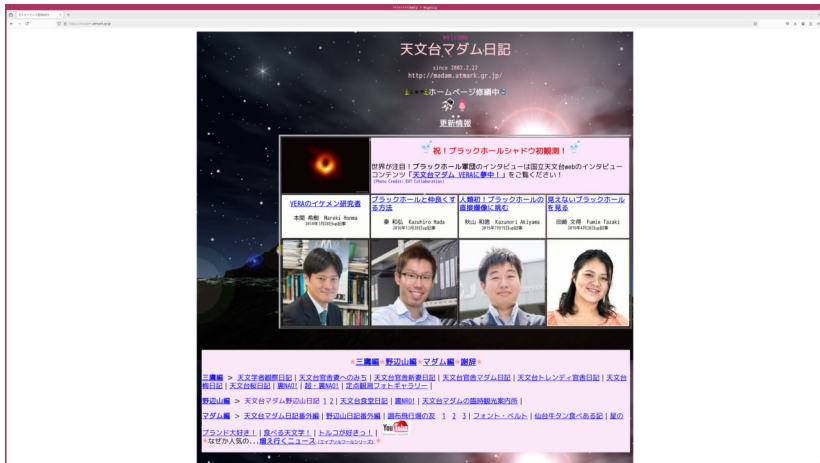 Welcome
天文台マダム日記
since 2002.2.22
http://madam.atmark.gr.jp/
ホームページ修繕中
更新情報
祝！ブラックホールシャドウ初観測！
世界が注目！ブラックホール軍団のインタビューは国立天文台webのインタビュー
コンテンツ「天文台マダム VERAに夢中！」をご覧ください！
(Photo Credit: EHT Collaboration)
VERAのイケメン研究者
本間 希樹 Mareki Honma
ブラックホールと仲良くす
る方法
秦 和弘 Kazuhiro Hada
人類初！ブラックホールの
直接撮像に挑む
秋山 和徳 Kazunori Akiyama
見えないブラックホール
を見る
田崎 文得 Fumie Tazaki
*三鷹編*野辺山編*マダム編*謝辞*
三鷹編 > 天文学者観察日記 | 天文台官舎妻へのみち | 天文台官舎新妻日記 | 天文台官舎マダム日記 | 天文台トレンディ官舎日記 | 天文台
梅日記 | 天文台桜日記 | 裏NAO! | 超・裏NAO! | 定点観測フォトギャラリー |
野辺山編 > 天文台マダム野辺山日記 1 2 | 天文台食堂日記 | 裏NRO! | 天文台マダムの臨時観光案内所 |
マダム編 > 天文台マダム日記番外編 | 野辺山日記番外編 | 調布飛行場の友 1 2 3 | フォント・ベルト | 仙台牛タン食べある記 | 星の
ブランド大好き！ | 食べる天文学！ | トルコが好きっ！ | YouTube
*なぜか人気の...増え行くニュース (エイプリルフールシリーズ) *